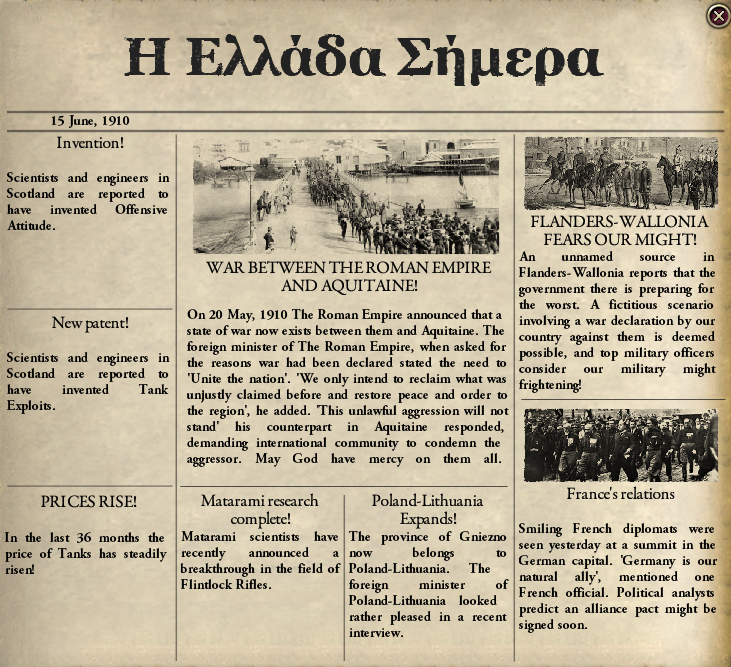 Η Ελλάδα Σήμερα
15 June, 1910
Invention!
Scientists and engineers in
Scotland are reported to
have invented Offensive
Attitude.
New patent!
Scientists and engineers in
Scotland are reported to
have invented Tank
Exploits.
PRICES RISE!
In the last 36 months the
price of Tanks has steadily
risen!
WAR BETWEEN THE ROMAN EMPIRE
AND AQUITAINE!
On 20 May, 1910 The Roman Empire announced that a
state of war now exists between them and Aquitaine. The
foreign minister of The Roman Empire, when asked for
the reasons war had been declared stated the need to
'Unite the nation'. 'We only intend to reclaim what was
unjustly claimed before and restore peace and order to
the region', he added. 'This unlawful aggression will not
stand' his counterpart in Aquitaine responded,
demanding international community to condemn the
aggressor. May God have mercy on them all.
Matarami research
complete!
Matarami scientists have
recently announced a
breakthrough in the field of
Flintlock Rifles.
Poland-Lithuania
Expands!
The province of Gniezno
now belongs to
Poland-Lithuania. The
foreign minister of
Poland-Lithuania looked
rather pleased in a recent
interview.
FLANDERS-WALLONIA
FEARS OUR MIGHT!
An unnamed source in
Flanders-Wallonia reports that the
government there is preparing for
the worst. A fictitious scenario
involving a war declaration by our
country against them is deemed
possible, and top military officers
consider our military might
frightening!
France's relations
Smiling French diplomats were
seen yesterday at a summit in the
German capital. 'Germany is our
natural ally', mentioned one
French official. Political analysts
predict an alliance pact might be
signed soon.